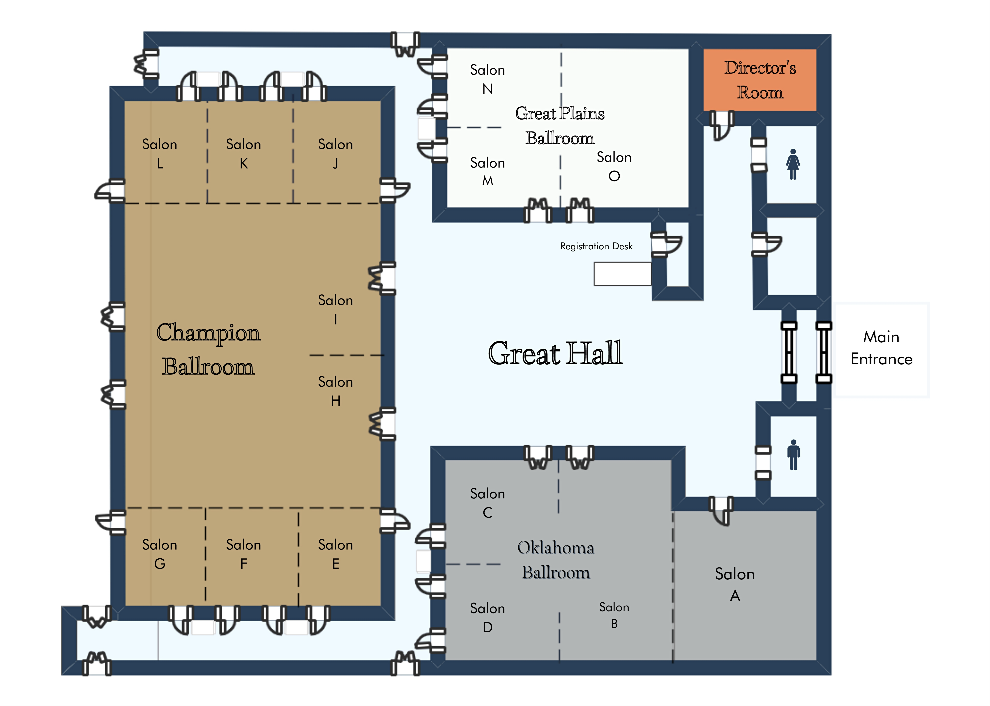 Director's
Room
Salon
N
Great Plains
Ballroom
Salon
M
Salon
O
Salon
L
Salon
K
Salon
J
Registration Desk
Salon
I
Champion
Ballroom
Great Hall
Main
Entrance
Salon
H
Salon
C
Salon
G
Salon
F
Salon
E
Oklahoma
Ballroom
Salon
A
Salon
D
Salon
B